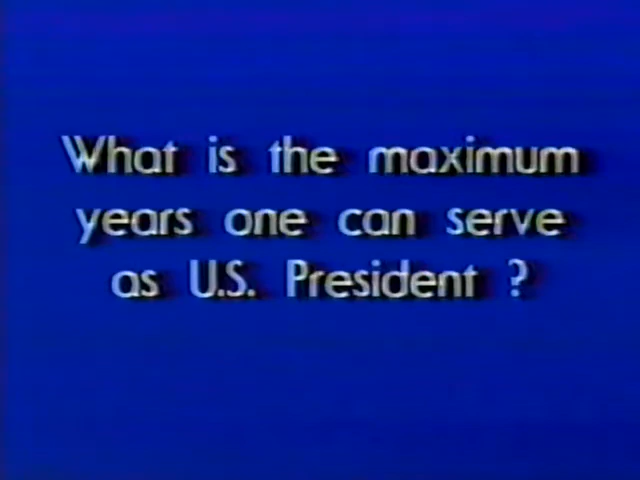 What is the maximum
years one can serve
as U.S. President ?